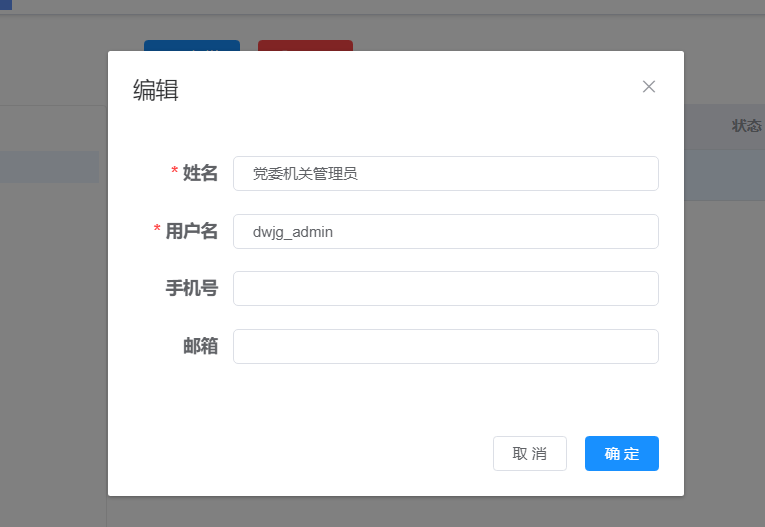 编辑
状态
* 姓名 党委机关管理员
* 用户名 dwjg_admin
手机号
邮箱
取 消 确 定